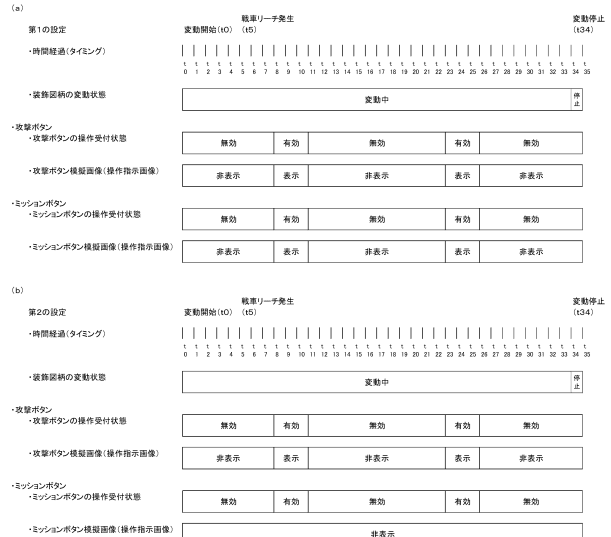 (a)
戦車リーチ発生 変動停止
第1の設定 変動開始(t0) (t5) (t34)
・時間経過(タイミング)
t t t t t t t t t t t t t t t t t t t t t t t t t t t t t t t t t t t t
0 1 2 3 4 5 6 7 8 9 10 11 12 13 14 15 16 17 18 19 20 21 22 23 24 25 26 27 28 29 30 31 32 33 34 35
・装飾図柄の変動状態 変動中 停止
・攻撃ボタン
・攻撃ボタンの操作受付状態 無効 有効 無効 有効 無効
・攻撃ボタン模擬画像(操作指示画像) 非表示 表示 非表示 表示 非表示
・ミッションボタン
・ミッションボタンの操作受付状態 無効 有効 無効 有効 無効
・ミッションボタン模擬画像(操作指示画像) 非表示 表示 非表示 表示 非表示
(b)
戦車リーチ発生 変動停止
第2の設定 変動開始(t0) (t5) (t34)
・時間経過(タイミング)
t t t t t t t t t t t t t t t t t t t t t t t t t t t t t t t t t t t t
0 1 2 3 4 5 6 7 8 9 10 11 12 13 14 15 16 17 18 19 20 21 22 23 24 25 26 27 28 29 30 31 32 33 34 35
・装飾図柄の変動状態 変動中 停止
・攻撃ボタン
・攻撃ボタンの操作受付状態 無効 有効 無効 有効 無効
・攻撃ボタン模擬画像(操作指示画像) 非表示 表示 非表示 表示 非表示
・ミッションボタン
・ミッションボタンの操作受付状態 無効 有効 無効 有効 無効
・ミッションボタン模擬画像(操作指示画像) 非表示